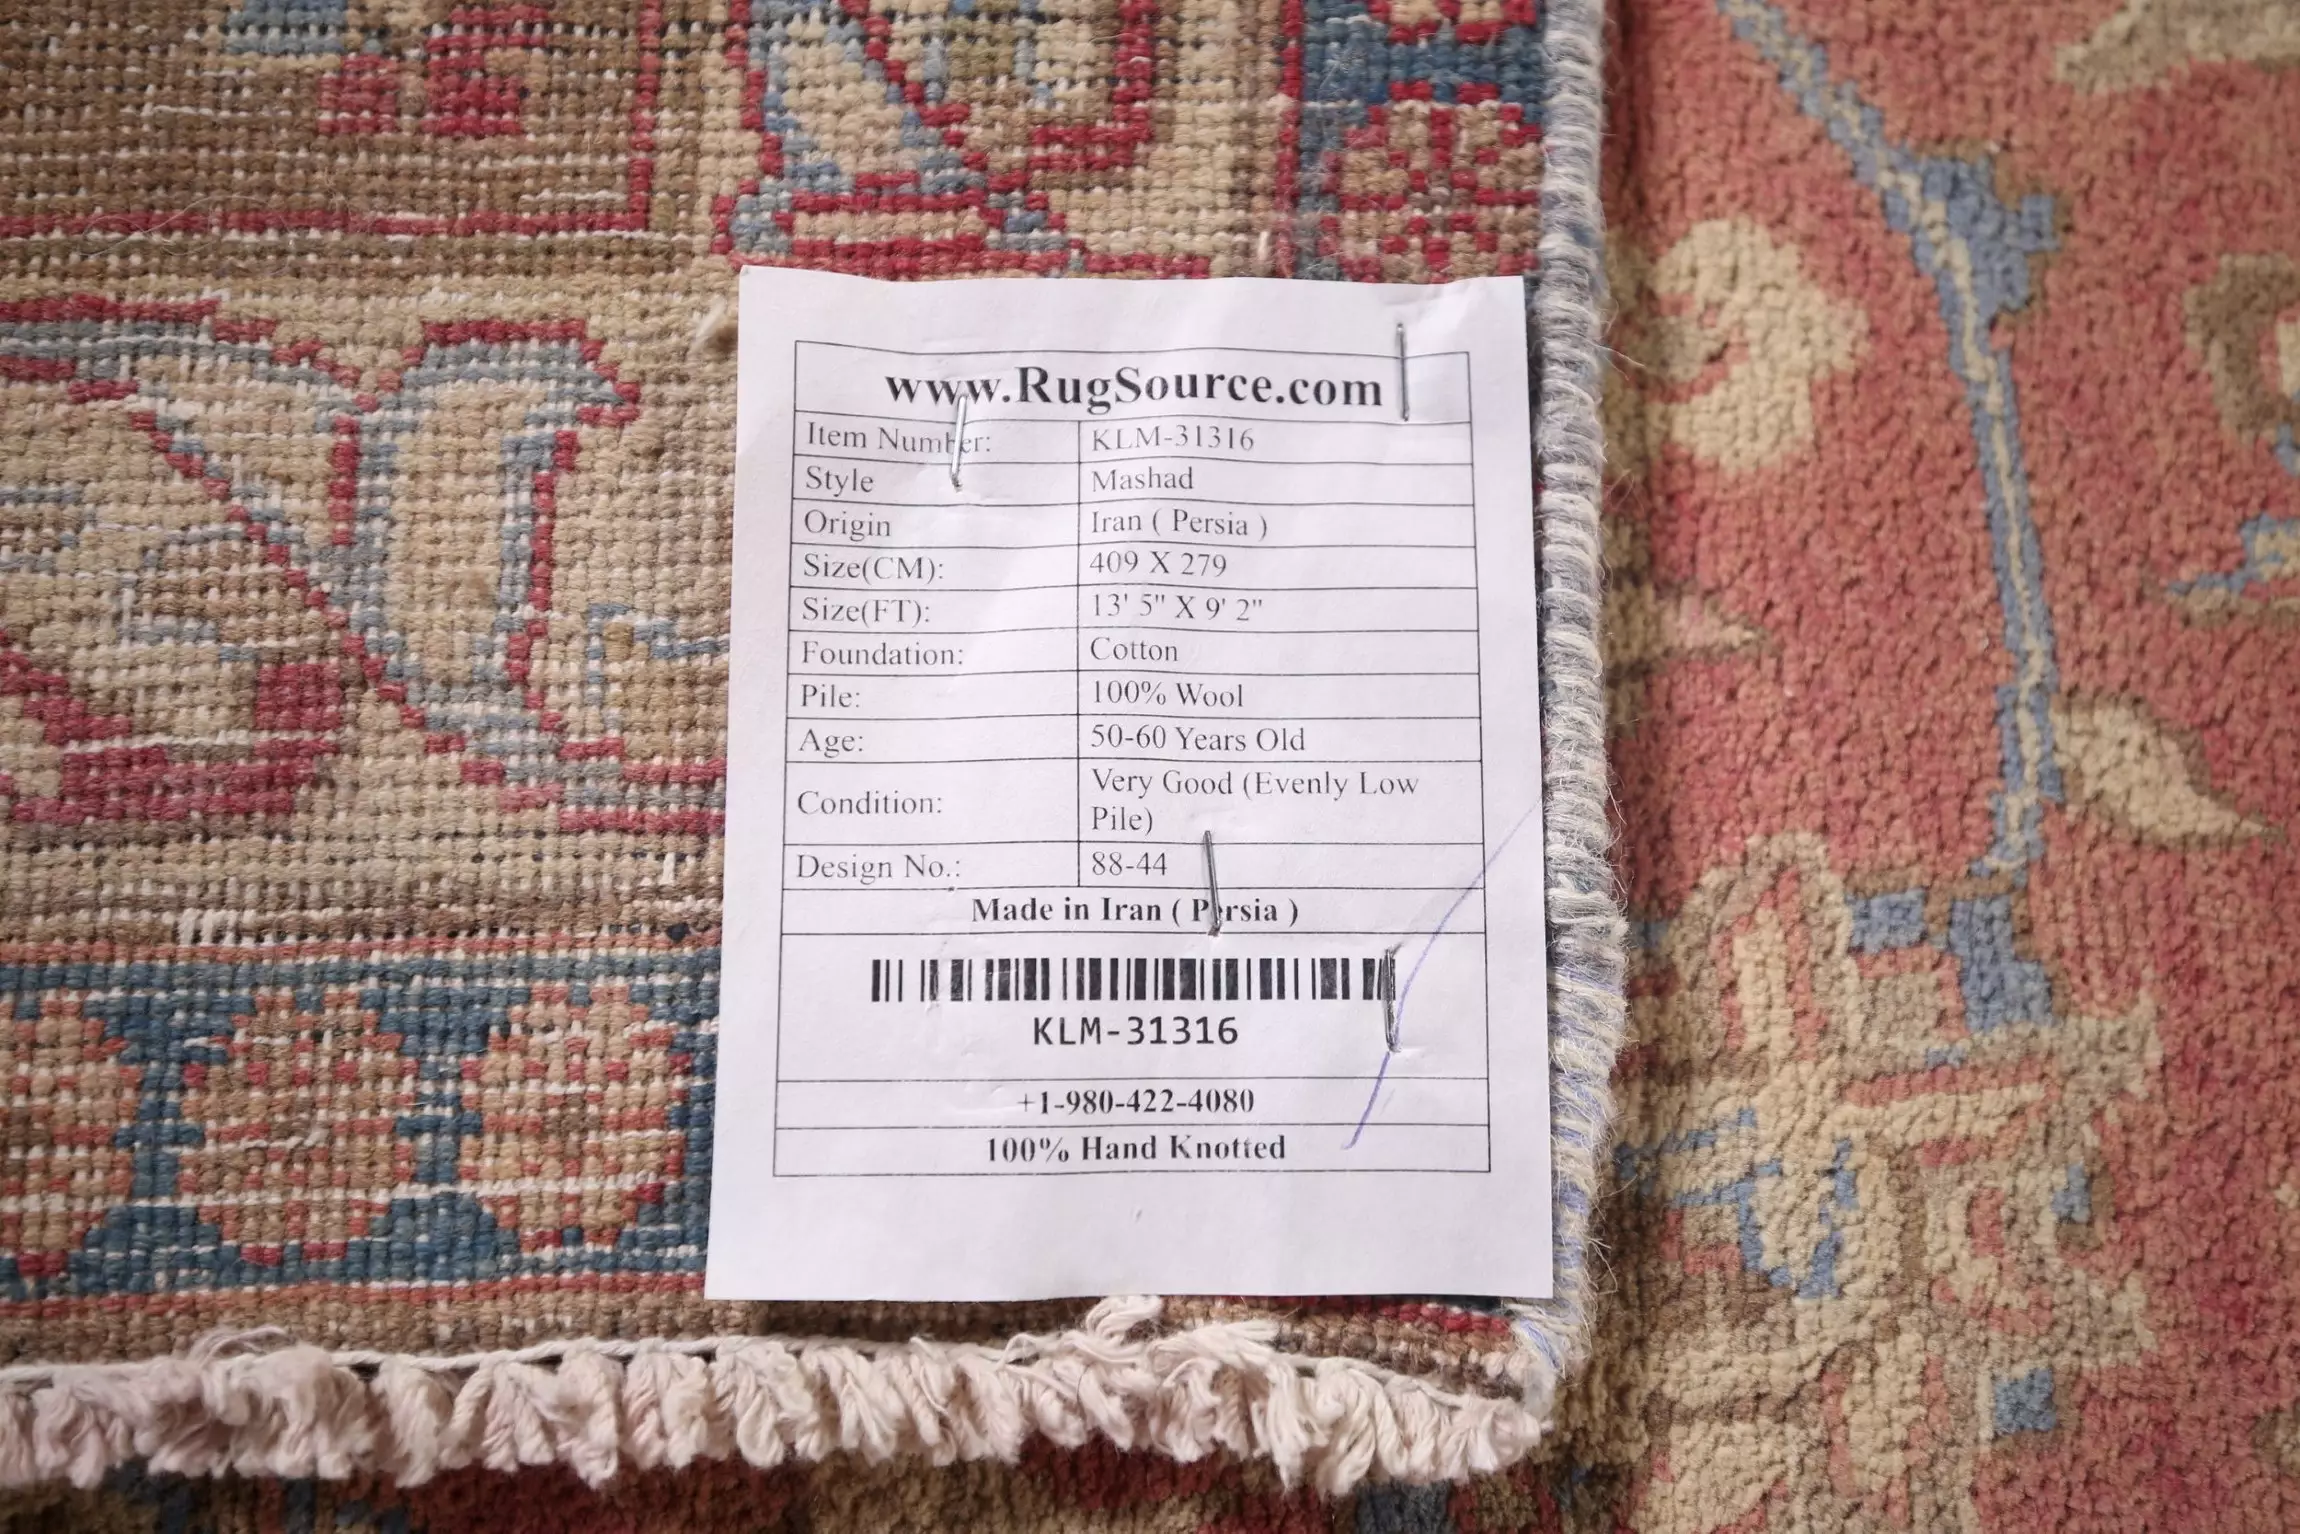 www.RugSource.com
Item Number: KLM-31316
Style Mashad
Origin Iran ( Persia )
Size(CM): 409 X 279
Size(FT): 13' 5" X 9' 2"
Foundation: Cotton
Pile: 100% Wool
Age: 50-60 Years Old
Condition: Very Good (Evenly Low
Pile)
Design No.: 88-44
Made in Iran ( Persia )
KLM-31316
+1-980-422-4080
100% Hand Knotted